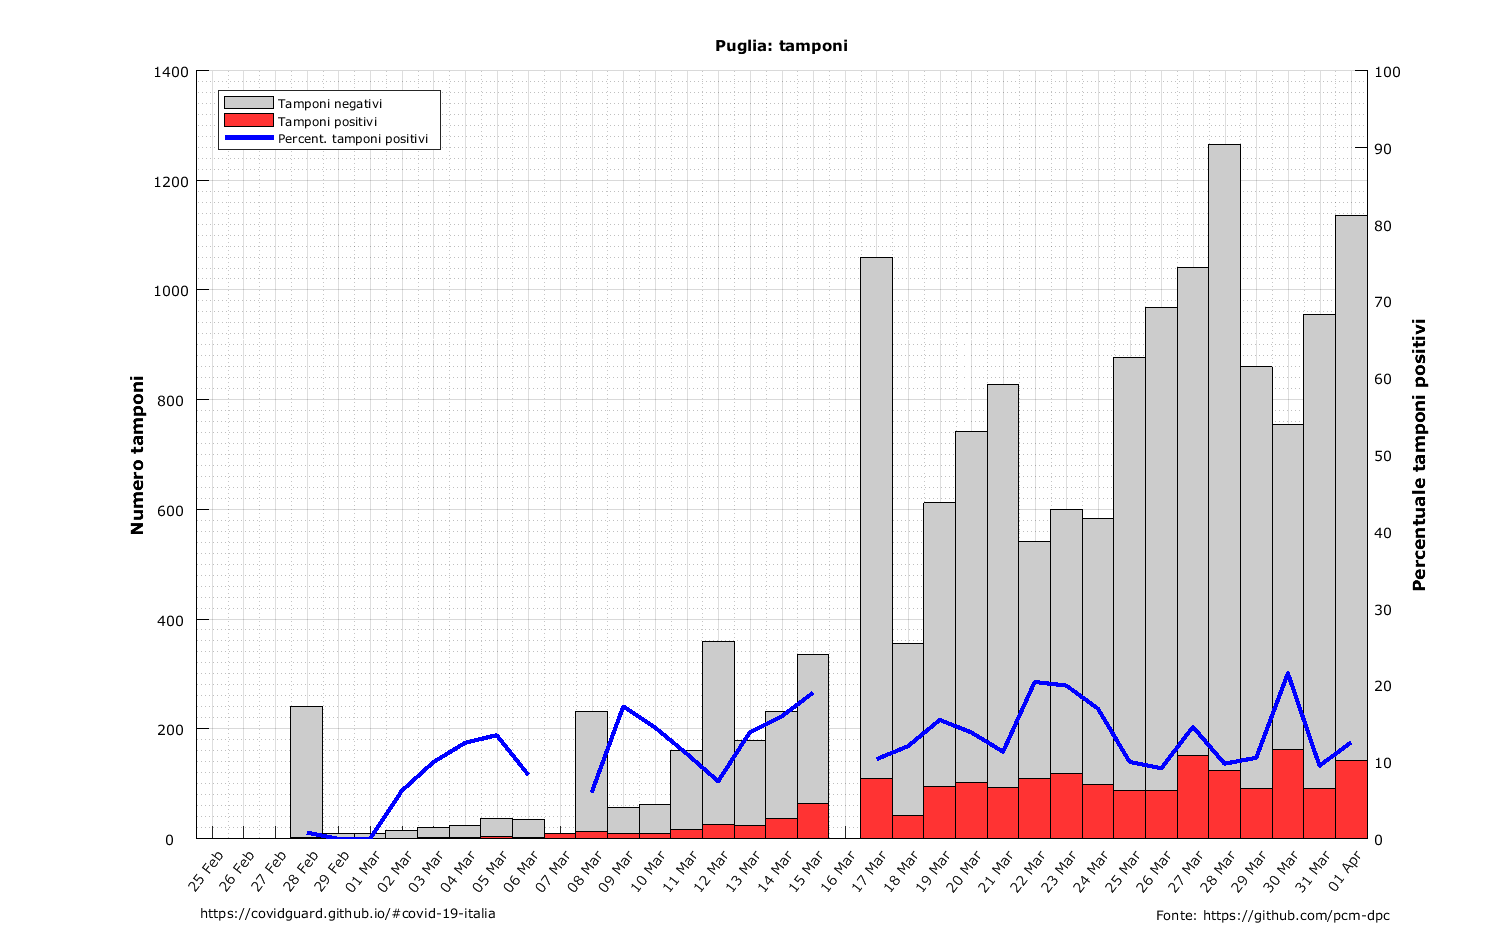 Puglia: tamponi
1400
1200
1000
800
600
400
200
0
Numero tamponi
Tamponi negativi
Tamponi positivi
Percent. tamponi positivi
100
90
80
70
60
50
40
30
20
10
0
Percentuale tamponi positivi
25 Feb
26 Feb
27 Feb
28 Feb
29 Feb
01 Mar
02 Mar
03 Mar
04 Mar
05 Mar
06 Mar
07 Mar
08 Mar
09 Mar
10 Mar
11 Mar
12 Mar
13 Mar
14 Mar
15 Mar
16 Mar
17 Mar
18 Mar
19 Mar
20 Mar
21 Mar
22 Mar
23 Mar
24 Mar
25 Mar
26 Mar
27 Mar
28 Mar
29 Mar
30 Mar
31 Mar
01 Apr
https://covidguard.github.io/#covid-19-italia
Fonte: https://github.com/pcm-dpc